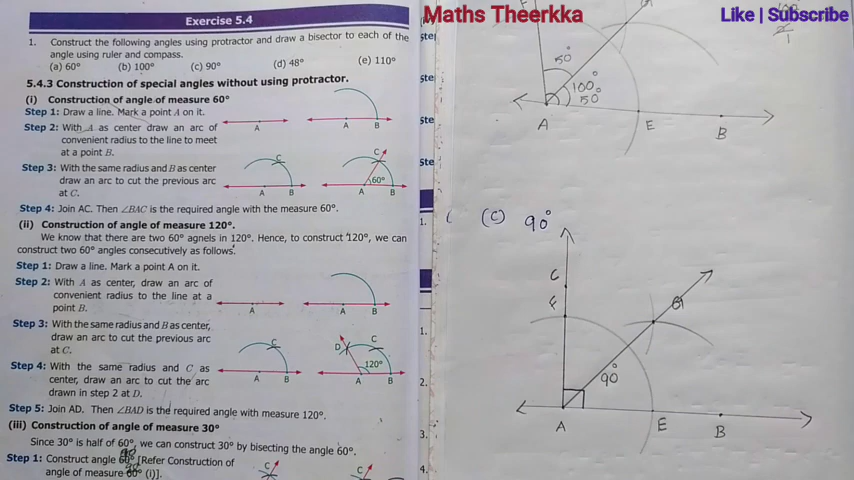 Maths Theerkka
Like | Subscribe
Exercise 5.4
1. Construct the following angles using protractor and draw a bisector to each of the
angle using ruler and compass.
(a) 60° (b) 100° (c) 90° (d) 48° (e) 110°
5.4.3 Construction of special angles without using protractor.
(i) Construction of angle of measure 60°
Step 1: Draw a line. Mark a point A on it.
Step 2: With A as center draw an arc of
convenient radius to the line to meet
at a point B.
A
A B
Step 3: With the same radius and B as center
draw an arc to cut the previous arc
at C.
C
A B
C
60°
A B
Step 4: Join AC. Then ∠BAC is the required angle with the measure 60°.
(ii) Construction of angle of measure 120°.
We know that there are two 60° agnels in 120°. Hence, to construct 120°, we can
construct two 60° angles consecutively as follows.
Step 1: Draw a line. Mark a point A on it.
Step 2: With A as center, draw an arc of
convenient radius to the line at a
point B.
A
A B
Step 3: With the same radius and B as center,
draw an arc to cut the previous arc
at C.
Step 4: With the same radius and C as
center, draw an arc to cut the arc
drawn in step 2 at D.
C
A B
D C
120°
A B
Step 5: Join AD. Then ∠BAD is the required angle with measure 120°.
(iii) Construction of angle of measure 30°
Since 30° is half of 60°, we can construct 30° by bisecting the angle 60°.
Step 1: Construct angle 60° [Refer Construction of
angle of measure 60° (i)].
90
90
C
C
Ste
Ste
Ste
Ste
1.
1.
2.
3.
4.
G
50°
100°
50
A E B
(C) 90°
C
F
G
90°
A E B